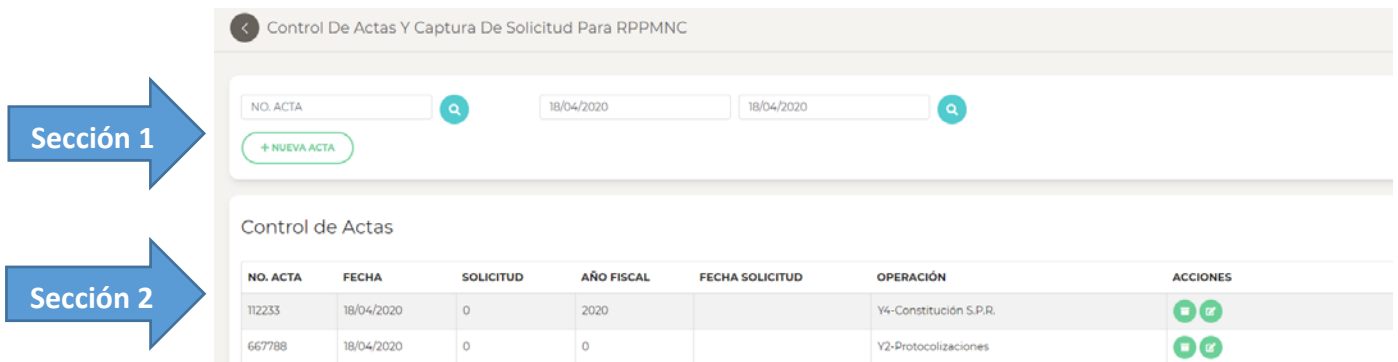 Control De Actas Y Captura De Solicitud Para RPPMNC
Sección 1
NO. ACTA 18/04/2020 18/04/2020
+ NUEVA ACTA
Control de Actas
Sección 2
NO. ACTA FECHA SOLICITUD AÑO FISCAL FECHA SOLICITUD OPERACIÓN ACCIONES
112233 18/04/2020 0 2020 Y4-Constitución S.P.R.
667788 18/04/2020 0 0 Y2-Protocolizaciones